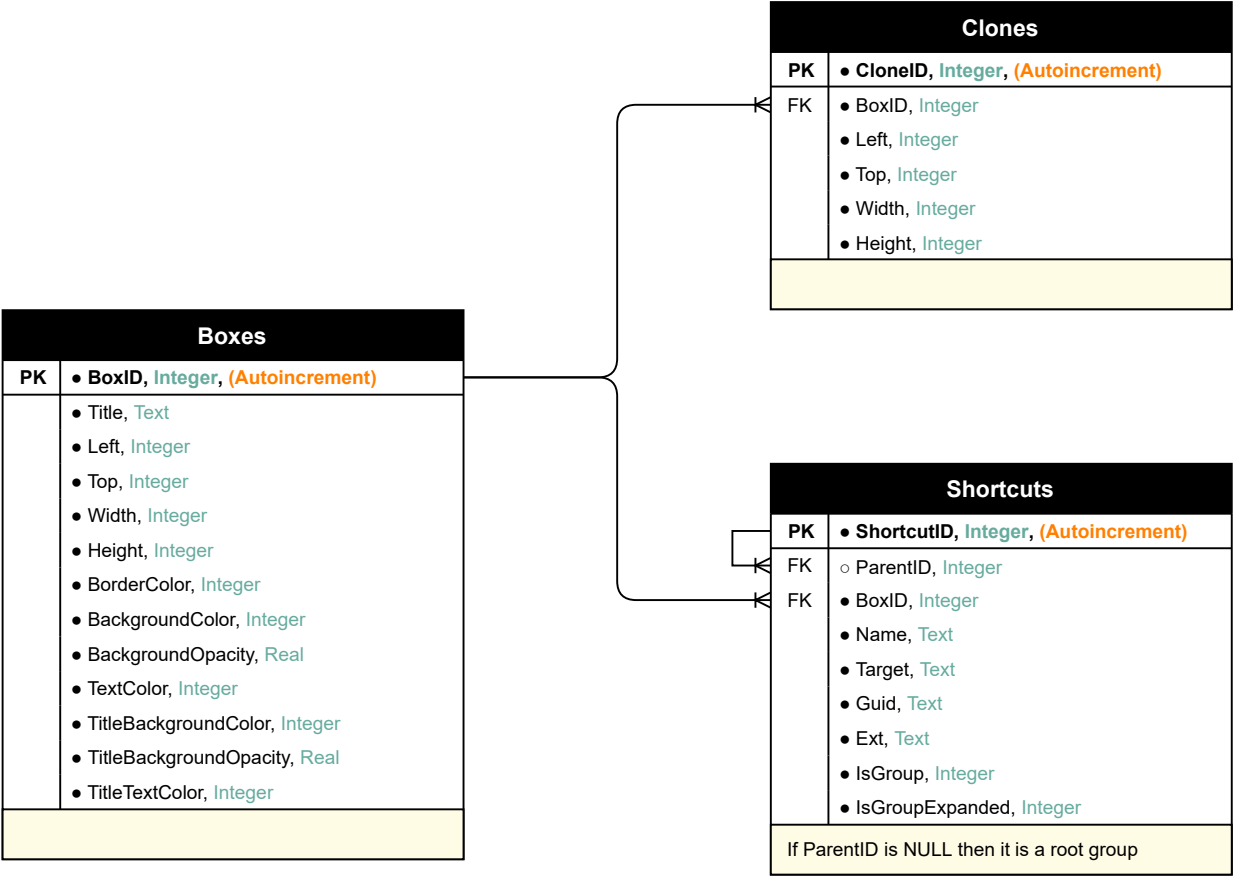 Clones
PK ● CloneID, Integer, (Autoincrement)
FK ● BoxID, Integer
● Left, Integer
● Top, Integer
● Width, Integer
● Height, Integer
Boxes
PK ● BoxID, Integer, (Autoincrement)
● Title, Text
● Left, Integer
● Top, Integer
● Width, Integer
● Height, Integer
● BorderColor, Integer
● BackgroundColor, Integer
● BackgroundOpacity, Real
● TextColor, Integer
● TitleBackgroundColor, Integer
● TitleBackgroundOpacity, Real
● TitleTextColor, Integer
Shortcuts
PK ● ShortcutID, Integer, (Autoincrement)
FK ○ ParentID, Integer
FK ● BoxID, Integer
● Name, Text
● Target, Text
● Guid, Text
● Ext, Text
● IsGroup, Integer
● IsGroupExpanded, Integer
If ParentID is NULL then it is a root group